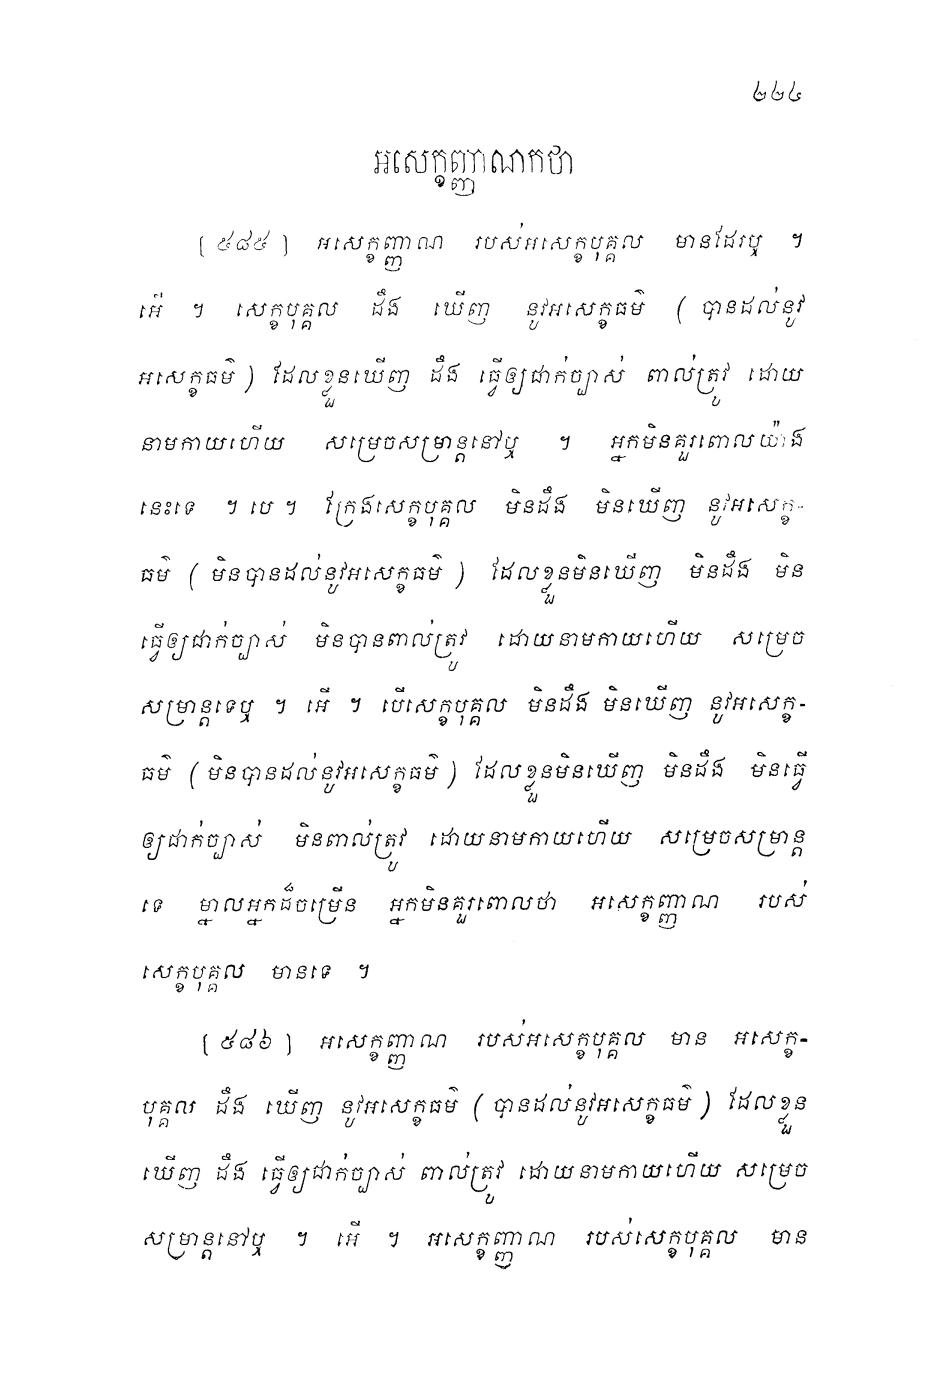 ២២៤
អសេក្ខញ្ញាណកថា
[៥៨៥] អសេក្ខញ្ញាណ របស់អសេក្ខបុគ្គល មានដែរឬ ។
អើ ។ សេក្ខបុគ្គល ដឹង ឃើញ នូវអសេក្ខធម៌ (បានដល់នូវ
អសេក្ខធម៌) ដែលខ្លួនឃើញ ដឹង ធ្វើឲ្យជាក់ច្បាស់ ពាល់ត្រូវ ដោយ
នាមកាយហើយ សម្រេចសម្រាន្តនៅឬ ។ អ្នកមិនគួរពោលយ៉ាង
នេះទេ ។ បេ ។ ក្រែងសេក្ខបុគ្គល មិនដឹង មិនឃើញ នូវអសេក្ខ-
ធម៌ (មិនបានដល់នូវអសេក្ខធម៌) ដែលខ្លួនមិនឃើញ មិនដឹង មិន
ធ្វើឲ្យជាក់ច្បាស់ មិនបានពាល់ត្រូវ ដោយនាមកាយហើយ សម្រេច
សម្រាន្តទេឬ ។ អើ ។ បើសេក្ខបុគ្គល មិនដឹង មិនឃើញ នូវអសេក្ខ-
ធម៌ (មិនបានដល់នូវអសេក្ខធម៌) ដែលខ្លួនមិនឃើញ មិនដឹង មិនធ្វើ
ឲ្យជាក់ច្បាស់ មិនពាល់ត្រូវ ដោយនាមកាយហើយ សម្រេចសម្រាន្ត
ទេ ម្នាលអ្នកដ៏ចម្រើន អ្នកមិនគួរពោលថា អសេក្ខញ្ញាណ របស់
សេក្ខបុគ្គល មានទេ ។
[៥៨៦] អសេក្ខញ្ញាណ របស់អសេក្ខបុគ្គល មាន អសេក្ខ-
បុគ្គល ដឹង ឃើញ នូវអសេក្ខធម៌ (បានដល់នូវអសេក្ខធម៌) ដែលខ្លួន
ឃើញ ដឹង ធ្វើឲ្យជាក់ច្បាស់ ពាល់ត្រូវ ដោយនាមកាយហើយ សម្រេច
សម្រាន្តនៅឬ ។ អើ ។ អសេក្ខញ្ញាណ របស់សេក្ខបុគ្គល មាន